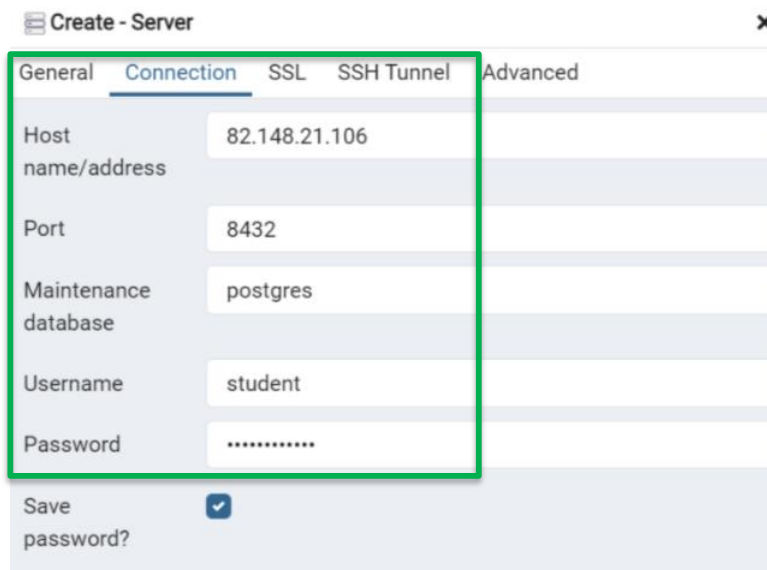 Create - Server
General Connection SSL SSH Tunnel Advanced
Host name/address 82.148.21.106
Port 8432
Maintenance database postgres
Username student
Password ••••••••••••
Save password?